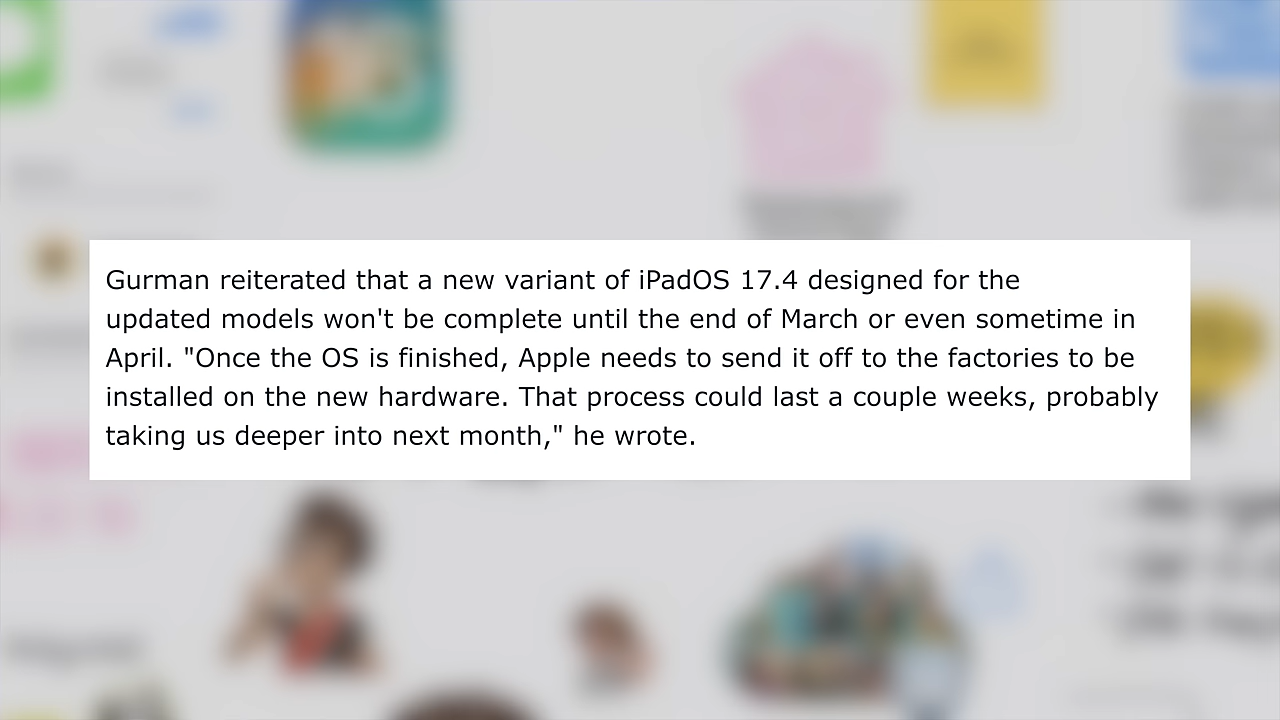 Gurman reiterated that a new variant of iPadOS 17.4 designed for the
updated models won't be complete until the end of March or even sometime in
April. "Once the OS is finished, Apple needs to send it off to the factories to be
installed on the new hardware. That process could last a couple weeks, probably
taking us deeper into next month," he wrote.